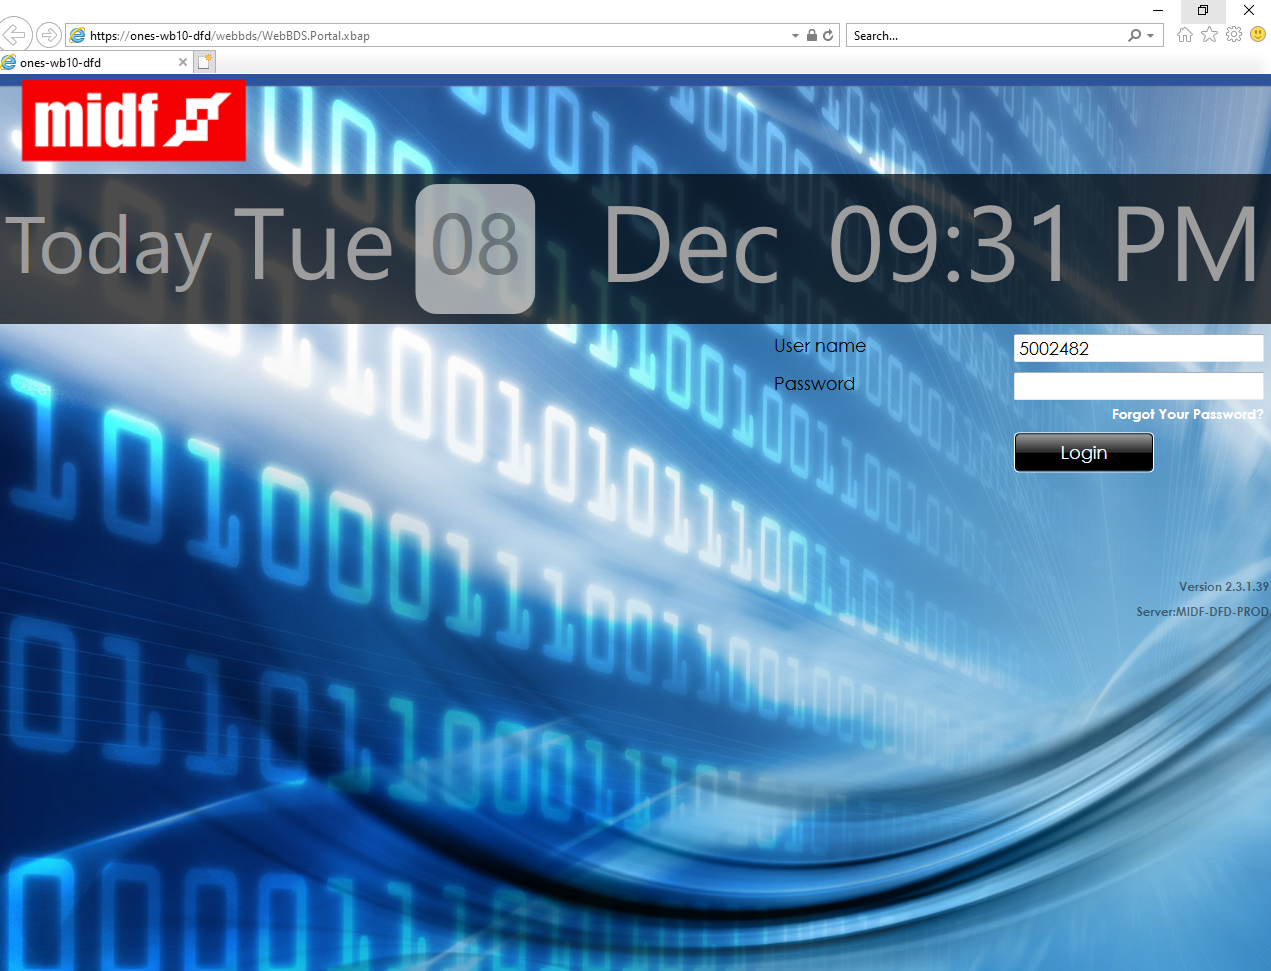 https://ones-wb10-dfd/webbds/WebBDS.Portal.xbap
Search...
ones-wb10-dfd
midf
Today Tue 08 Dec 09:31 PM
User name 5002482
Password
Forgot Your Password?
Login
Version 2.3.1.39
Server:MIDF-DFD-PROD